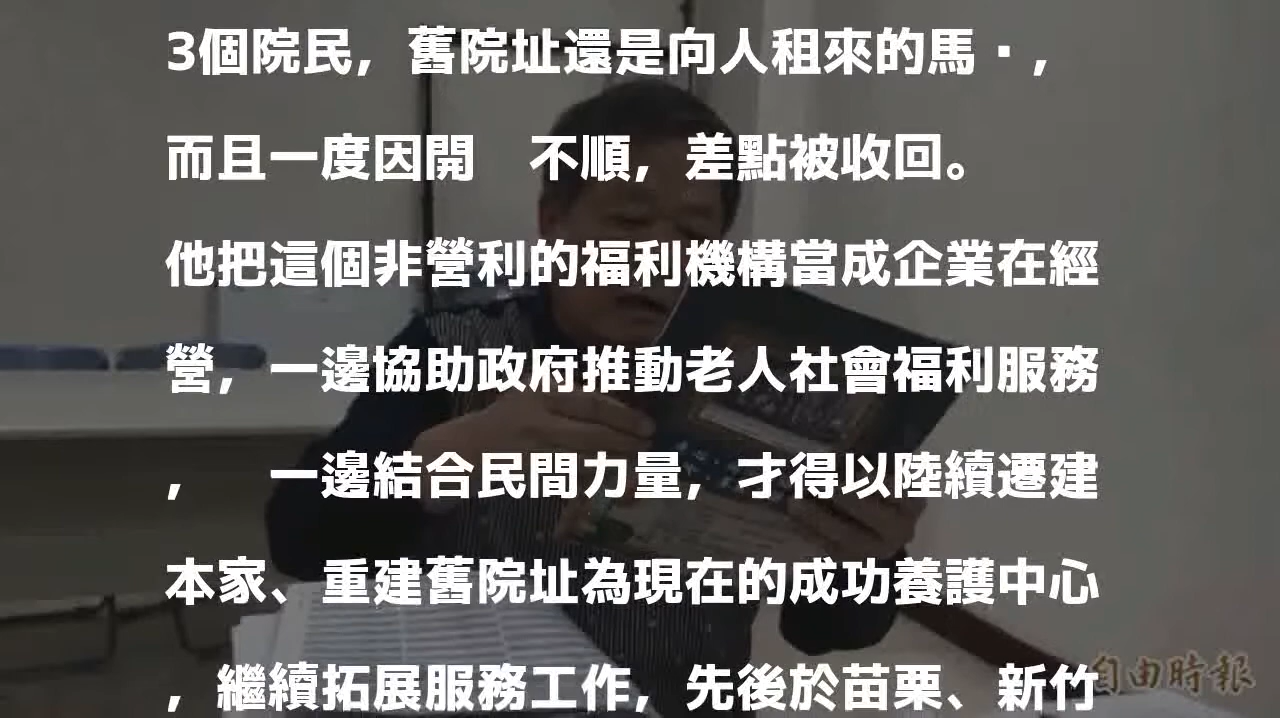 3個院民，舊院址還是向人租來的馬·，
而且一度因開　不順，差點被收回。
他把這個非營利的福利機構當成企業在經
營，一邊協助政府推動老人社會福利服務
，　一邊結合民間力量，才得以陸續遷建
本家、重建舊院址為現在的成功養護中心
，繼續拓展服務工作，先後於苗栗、新竹
自由時報